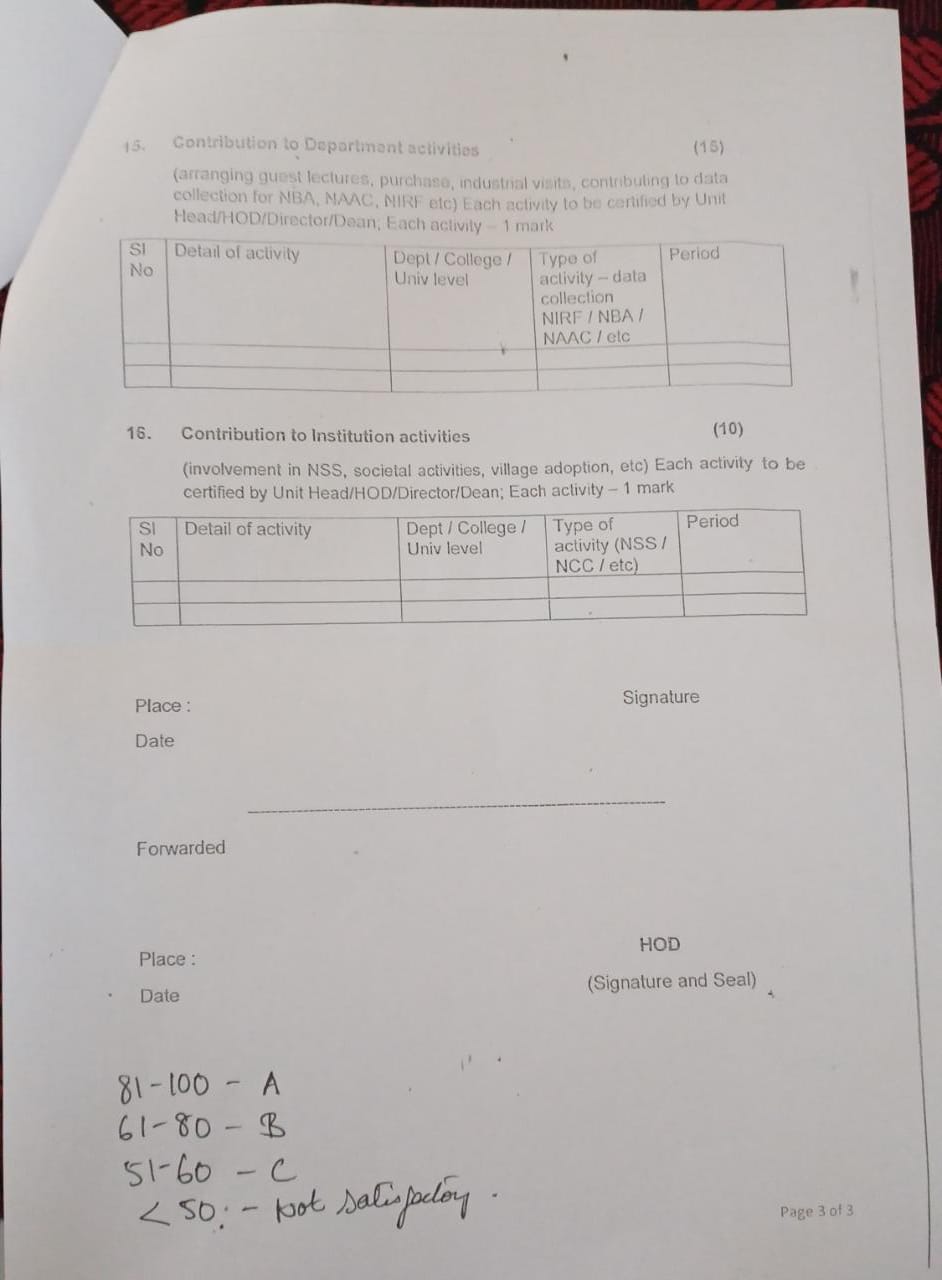 15. Contribution to Department activities (15)
(arranging guest lectures, purchase, industrial visits, contributing to data
collection for NBA, NAAC, NIRF etc) Each activity to be certified by Unit
Head/HOD/Director/Dean; Each activity – 1 mark
Sl No | Detail of activity | Dept / College / Univ level | Type of activity – data collection NIRF / NBA / NAAC / etc | Period
16. Contribution to Institution activities (10)
(involvement in NSS, societal activities, village adoption, etc) Each activity to be
certified by Unit Head/HOD/Director/Dean; Each activity – 1 mark
Sl No | Detail of activity | Dept / College / Univ level | Type of activity (NSS / NCC / etc) | Period
Place : Signature
Date
Forwarded
HOD
Place :
(Signature and Seal)
Date
81-100 - A
61-80 - B
51-60 - C
<50:- Not satisfactory.
Page 3 of 3